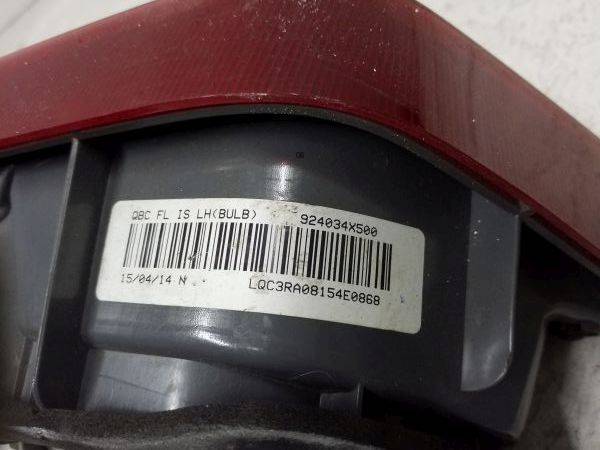 QBC FL IS LH(BULB) 924034X500
15/04/14 N LQC3RA08154E0868